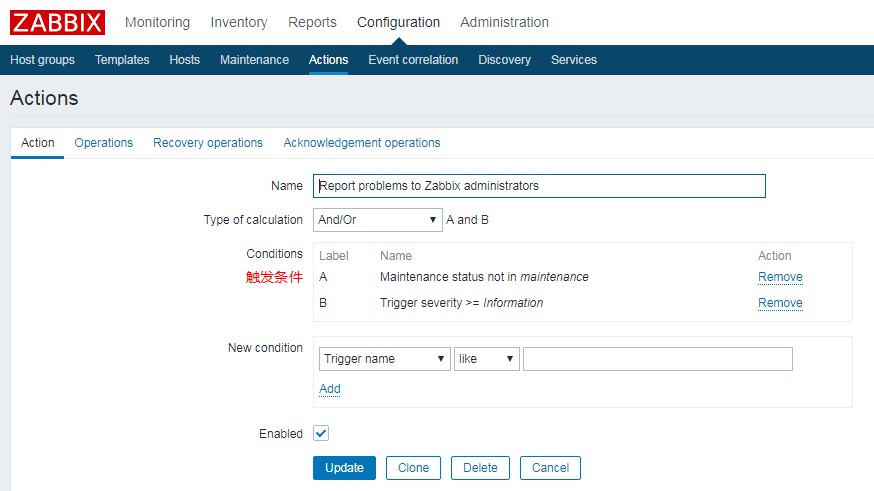 ZABBIX Monitoring Inventory Reports Configuration Administration
Host groups Templates Hosts Maintenance Actions Event correlation Discovery Services
Actions
Action Operations Recovery operations Acknowledgement operations
Name Report problems to Zabbix administrators
Type of calculation And/Or A and B
Conditions Label Name Action
触发条件 A Maintenance status not in maintenance Remove
B Trigger severity >= Information Remove
New condition
Trigger name like
Add
Enabled
Update Clone Delete Cancel